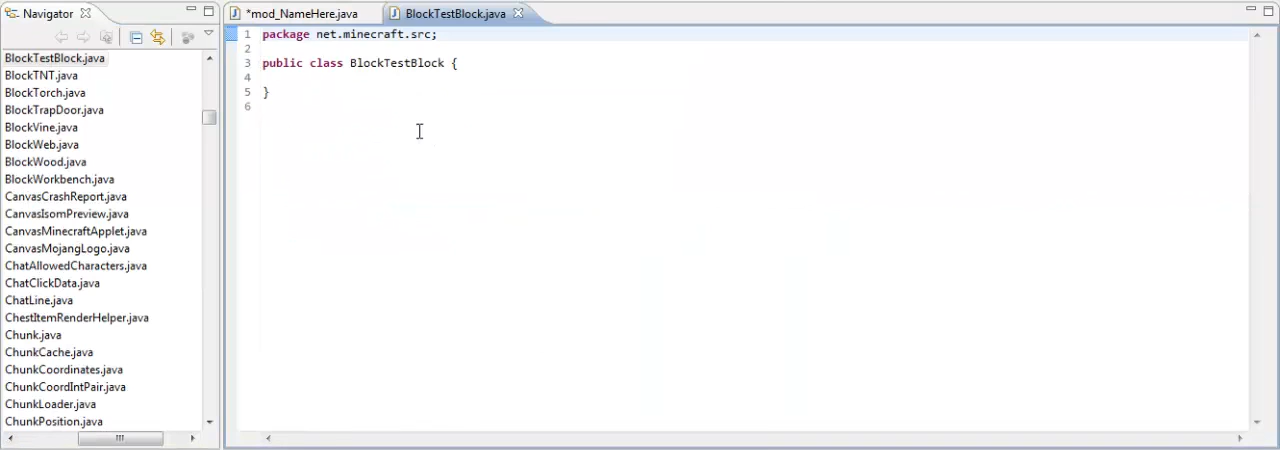 Navigator
*mod_NameHere.java
BlockTestBlock.java
BlockTestBlock.java
BlockTNT.java
BlockTorch.java
BlockTrapDoor.java
BlockVine.java
BlockWeb.java
BlockWood.java
BlockWorkbench.java
CanvasCrashReport.java
CanvasIsomPreview.java
CanvasMinecraftApplet.java
CanvasMojangLogo.java
ChatAllowedCharacters.java
ChatClickData.java
ChatLine.java
ChestItemRenderHelper.java
Chunk.java
ChunkCache.java
ChunkCoordinates.java
ChunkCoordIntPair.java
ChunkLoader.java
ChunkPosition.java
1 package net.minecraft.src;
2
3 public class BlockTestBlock {
4
5 }
6